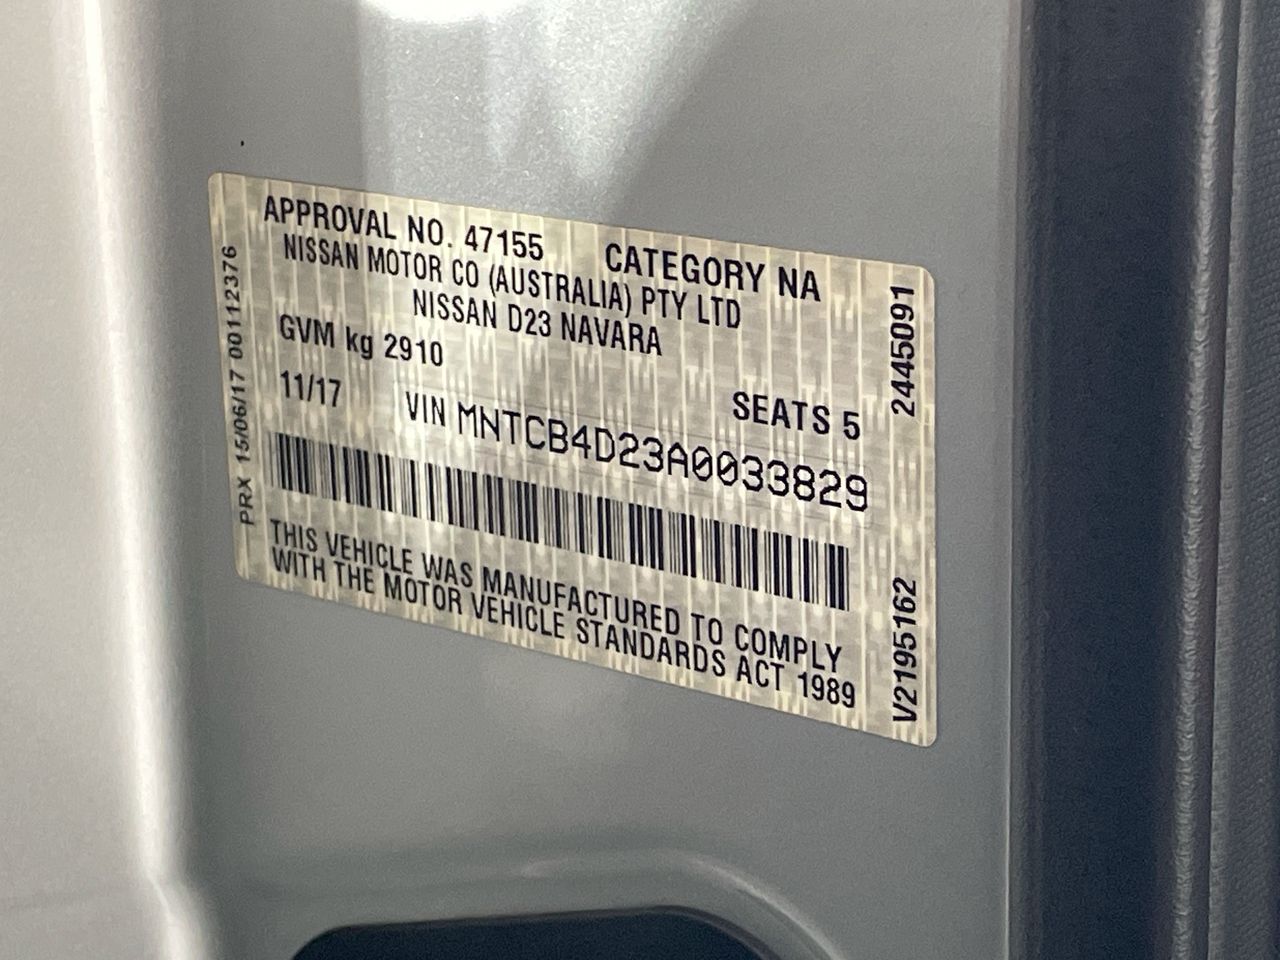 APPROVAL NO. 47155 CATEGORY NA
NISSAN MOTOR CO (AUSTRALIA) PTY LTD
NISSAN D23 NAVARA
GVM kg 2910
SEATS 5
11/17 VIN MNTCB4D23A0033829
THIS VEHICLE WAS MANUFACTURED TO COMPLY
WITH THE MOTOR VEHICLE STANDARDS ACT 1989
PRX 15/06/17 00112376
2445091
V2195162